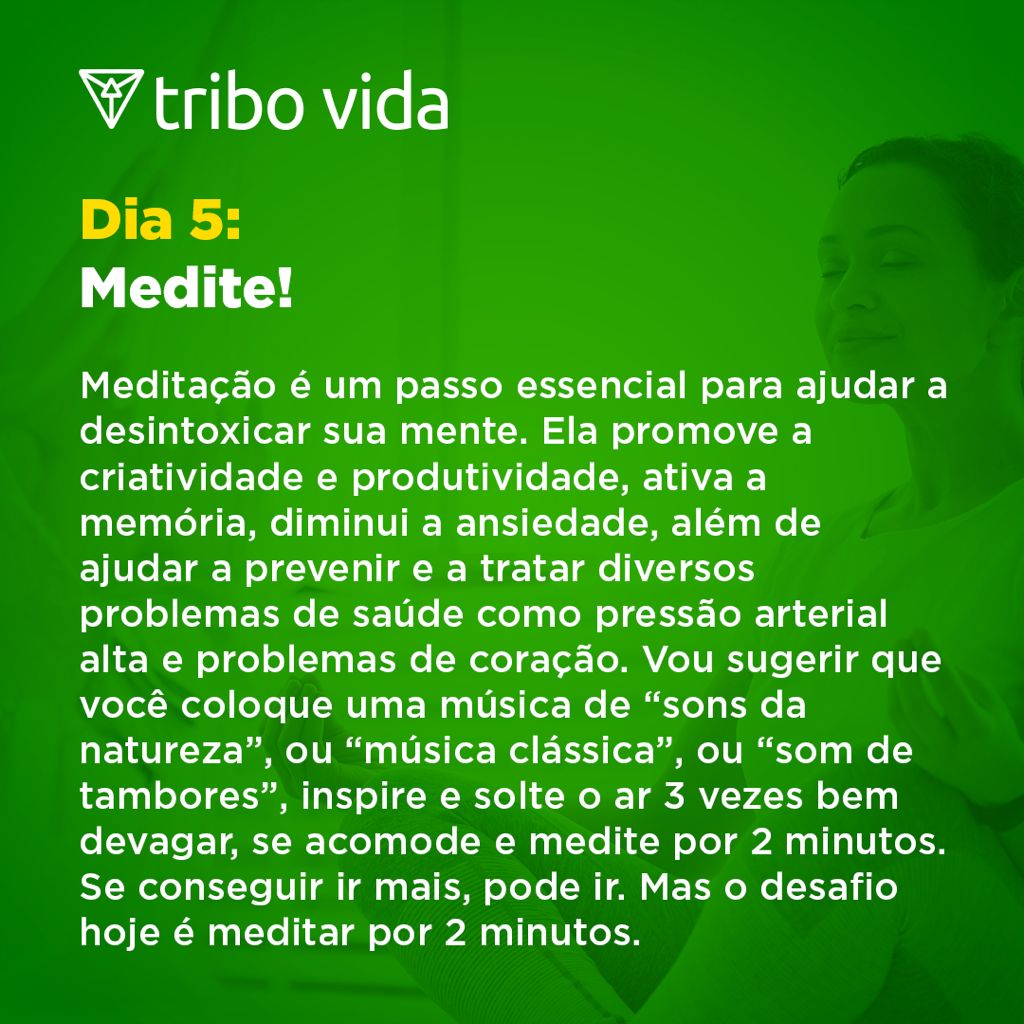 tribo vida
Dia 5:
Medite!
Meditação é um passo essencial para ajudar a
desintoxicar sua mente. Ela promove a
criatividade e produtividade, ativa a
memória, diminui a ansiedade, além de
ajudar a prevenir e a tratar diversos
problemas de saúde como pressão arterial
alta e problemas de coração. Vou sugerir que
você coloque uma música de “sons da
natureza”, ou “música clássica”, ou “som de
tambores”, inspire e solte o ar 3 vezes bem
devagar, se acomode e medite por 2 minutos.
Se conseguir ir mais, pode ir. Mas o desafio
hoje é meditar por 2 minutos.